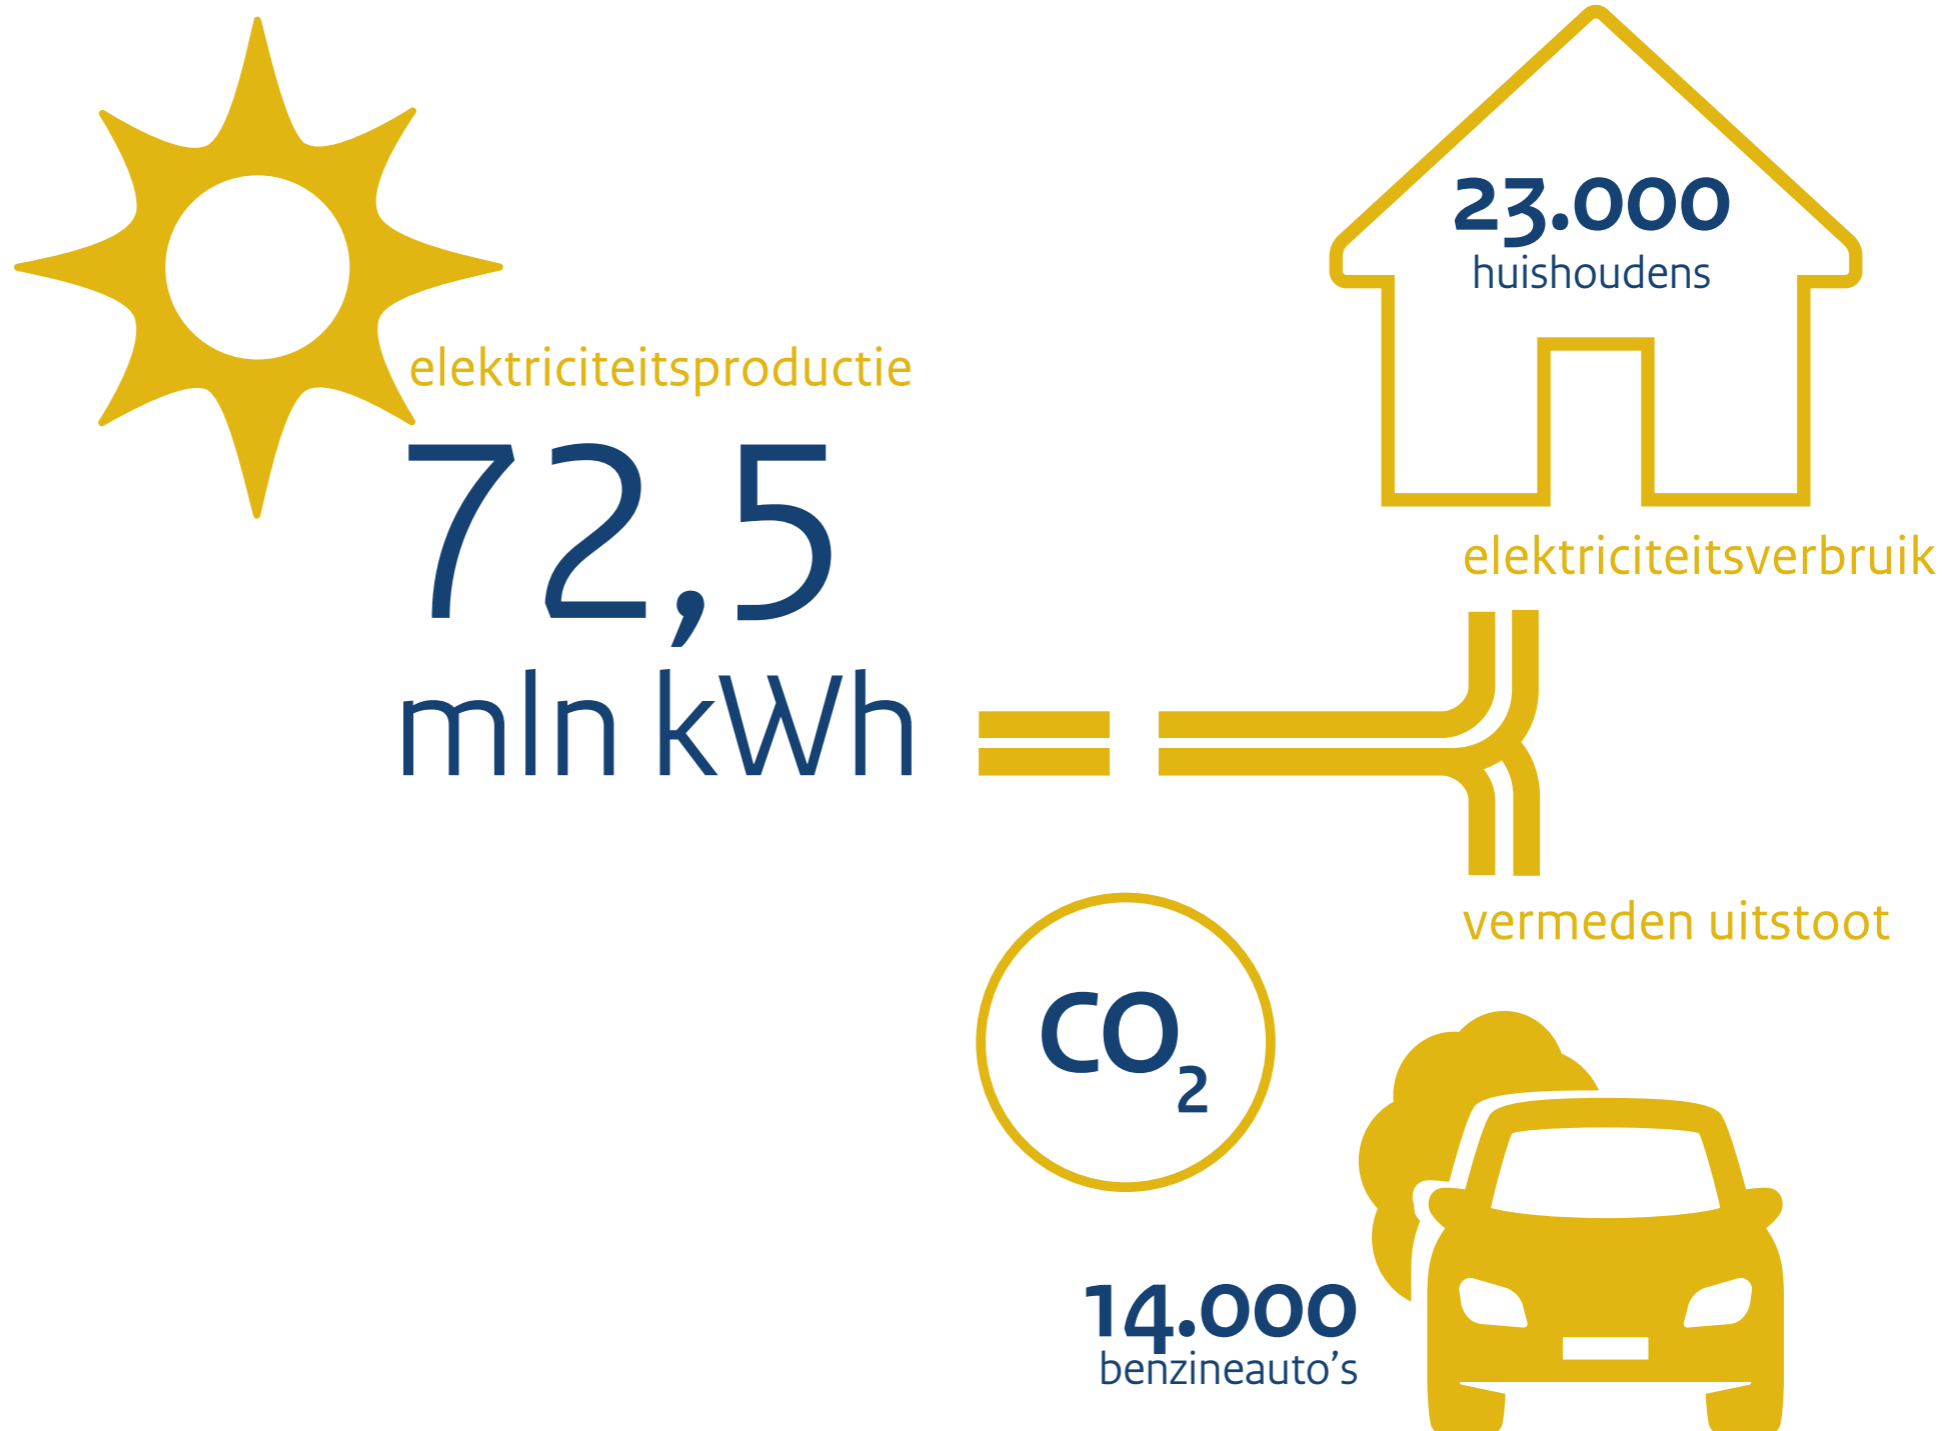 elektriciteitsproductie
72,5
mln kWh
=
23.000
huishoudens
elektriciteitsverbruik
vermeden uitstoot
CO₂
14.000
benzineauto’s